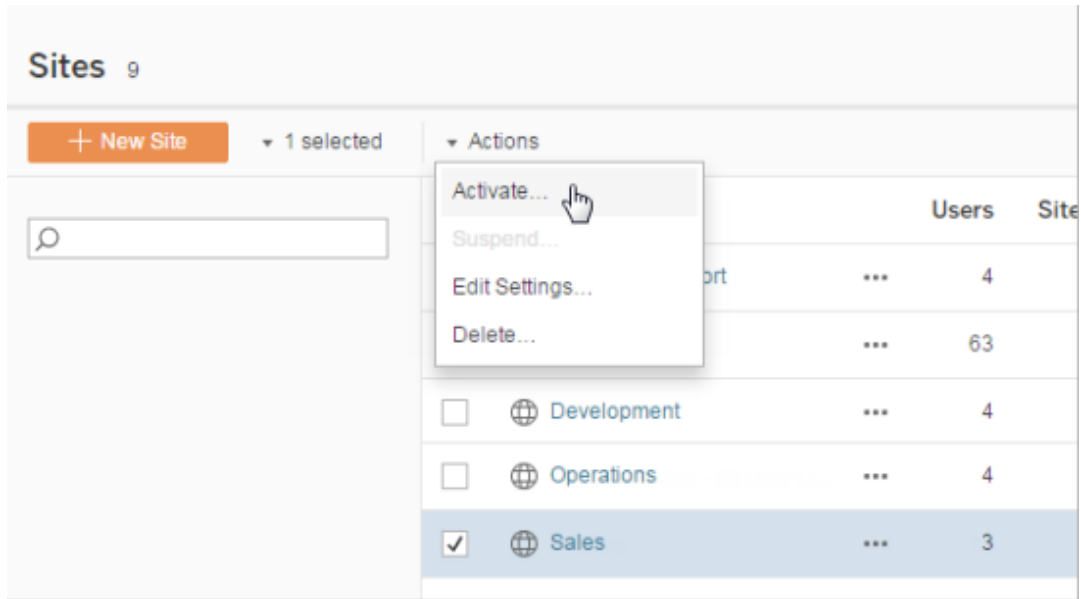 Sites 9
+ New Site 1 selected Actions
Activate...
Users Site
Suspend...
Edit Settings...
ort ... 4
Delete...
... 63
Development ... 4
Operations ... 4
Sales ... 3